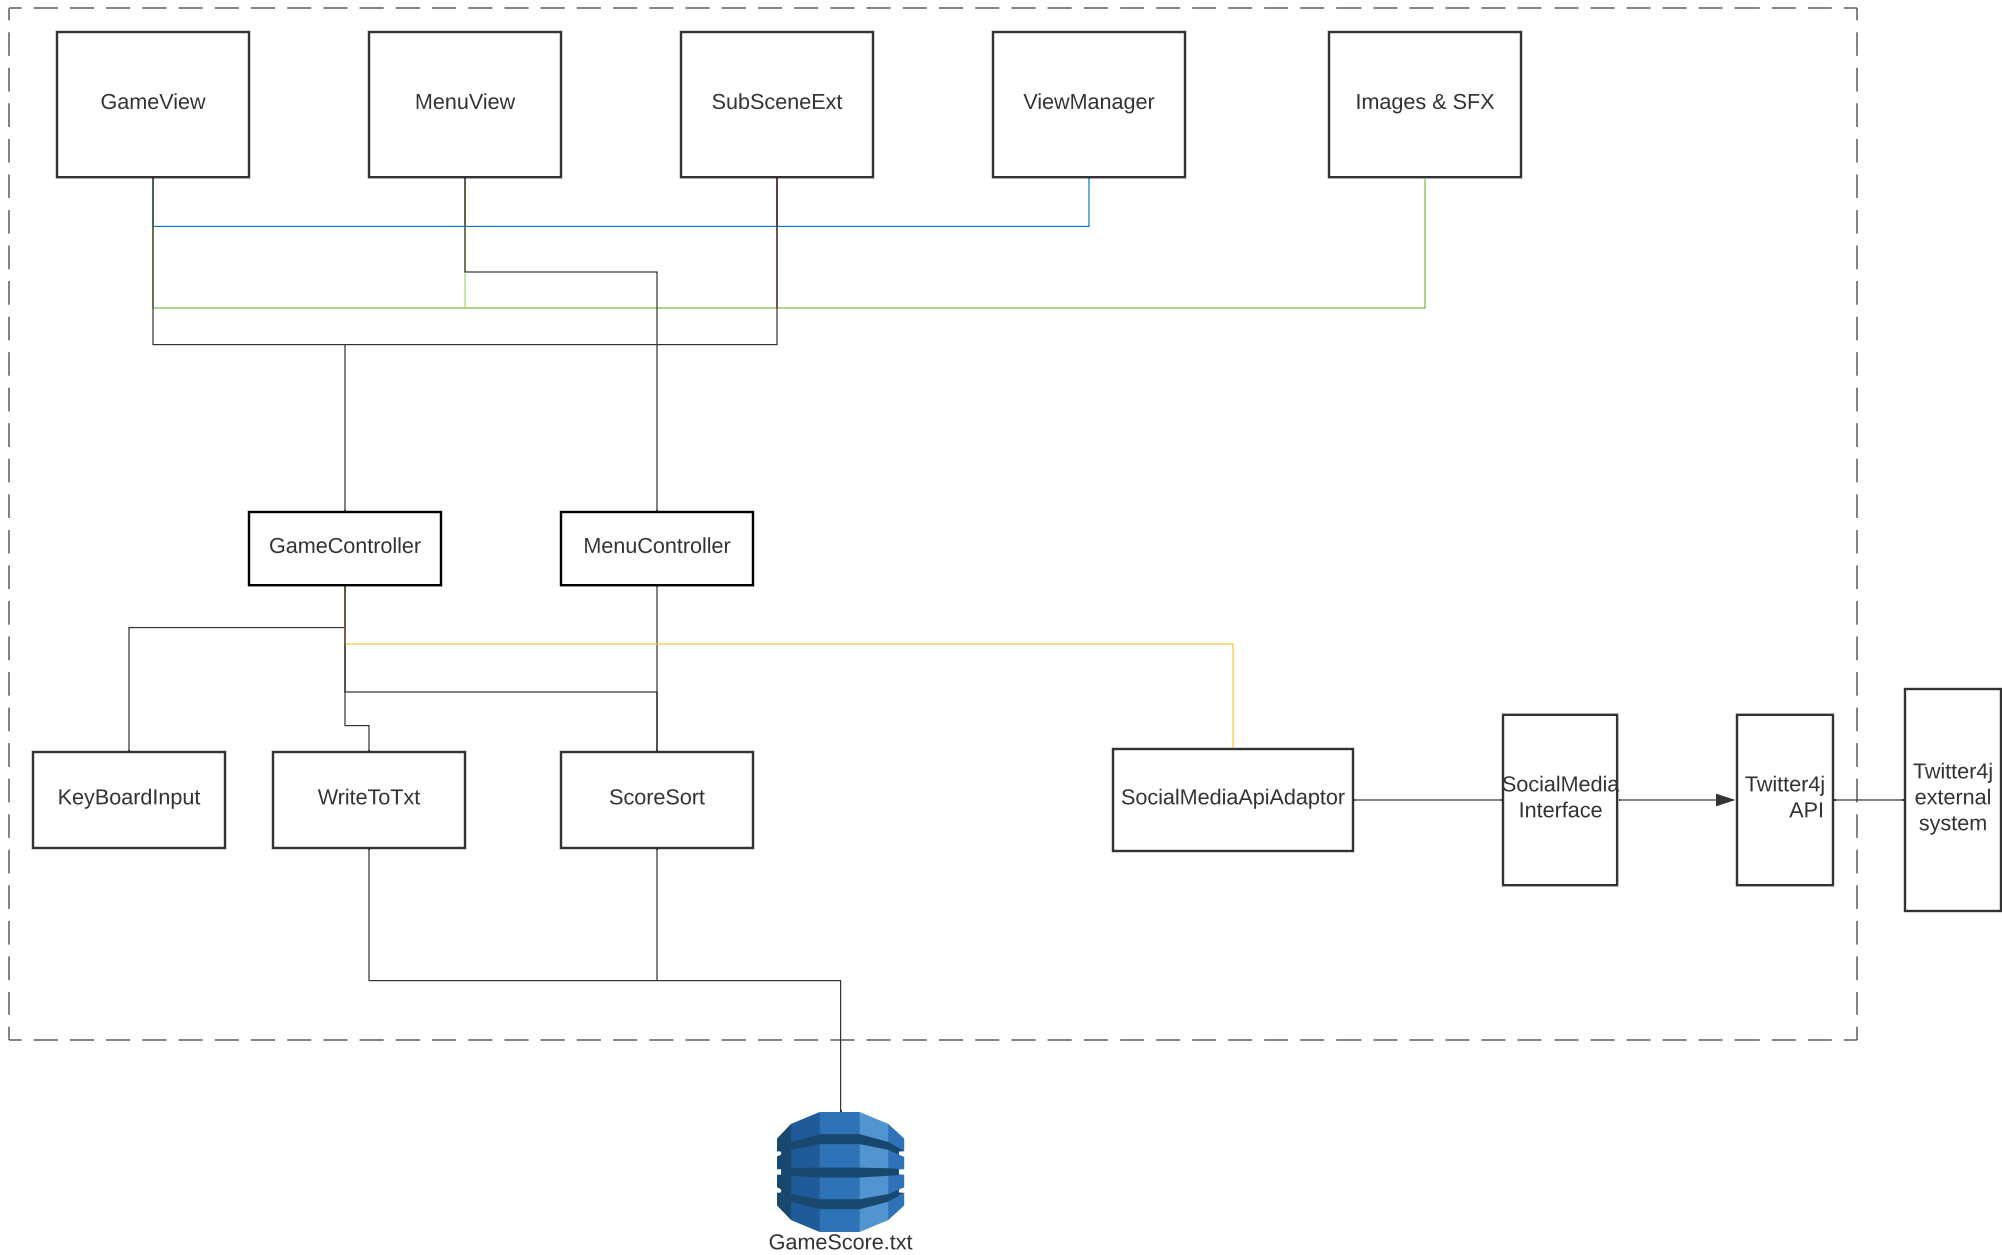 GameView
MenuView
SubSceneExt
ViewManager
Images & SFX
GameController
MenuController
KeyBoardInput
WriteToTxt
ScoreSort
SocialMediaApiAdaptor
SocialMedia
Interface
Twitter4j
API
Twitter4j
external
system
GameScore.txt